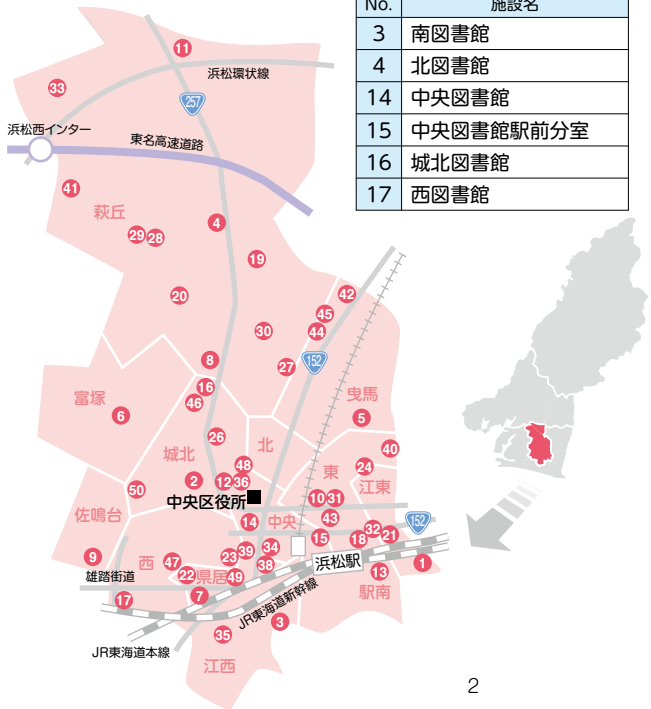 No. 施設名
3 南図書館
4 北図書館
14 中央図書館
15 中央図書館駅前分室
16 城北図書館
17 西図書館
11
浜松環状線
33
257
浜松西インター
東名高速道路
41
萩丘
4
29 28
19
20
42
45
44
30
152
8
27
16
46
富塚
6
曳馬
5
26
北
城北
40
48
東
24
2
12 36
江東
50
10 31
中央区役所
佐鳴台
14
中央
43
152
32
21
15
18
9
西
47
23
39
34
浜松駅
1
雄踏街道
22
県居
49
38
13
駅南
17
7
JR東海道新幹線
3
35
JR東海道本線
江西
2